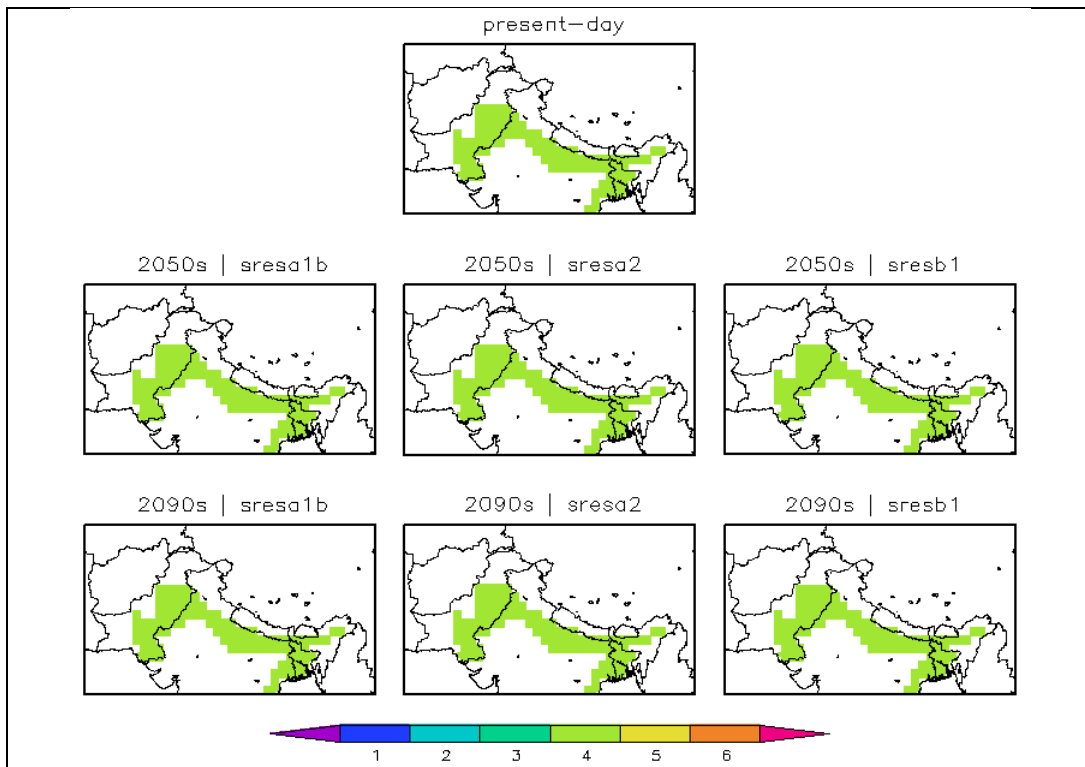 present-day
2050s | sresa1b
2050s | sresa2
2050s | sresb1
2090s | sresa1b
2090s | sresa2
2090s | sresb1
1 2 3 4 5 6